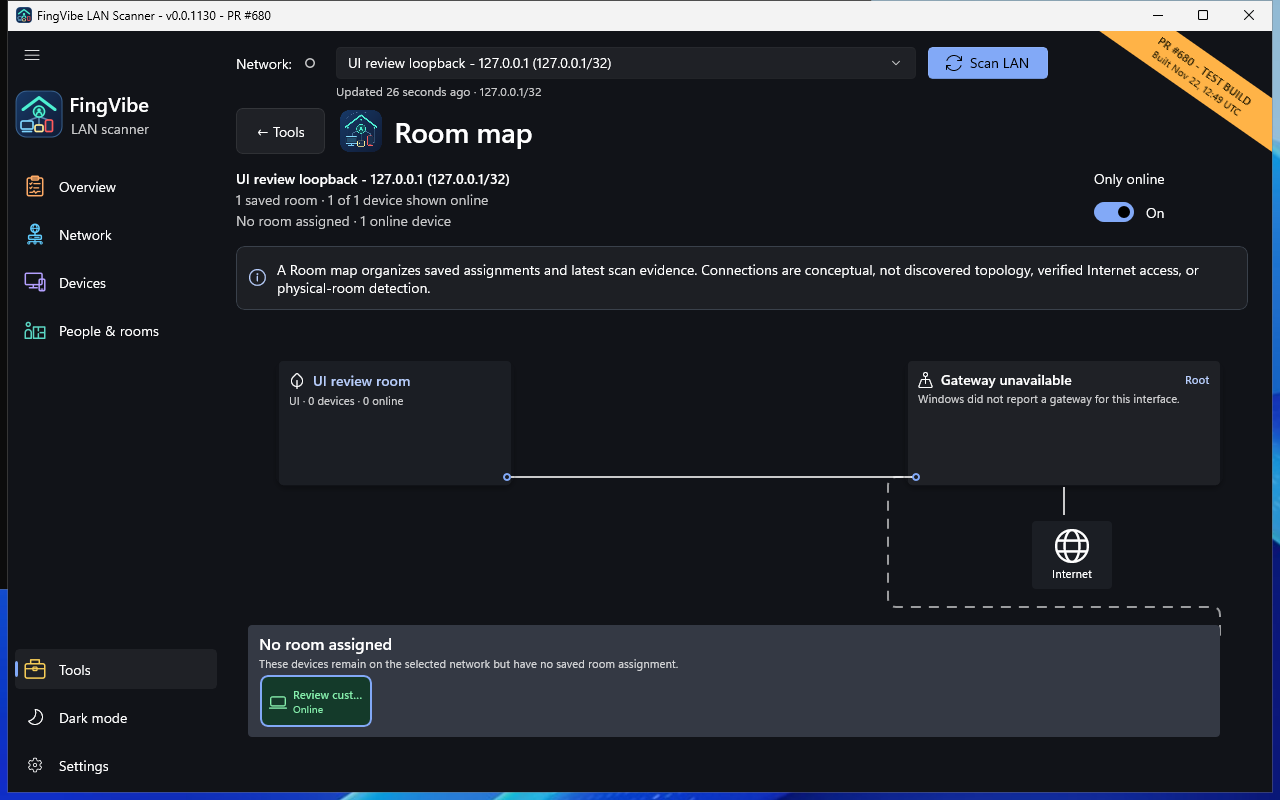 FingVibe LAN Scanner - v0.0.1130 - PR #680
Network:
UI review loopback - 127.0.0.1 (127.0.0.1/32)
Scan LAN
Updated 26 seconds ago · 127.0.0.1/32
PR #680 - TEST BUILD
Built Nov 22, 12:49 UTC
FingVibe
LAN scanner
← Tools
Room map
Overview
Network
Devices
People & rooms
UI review loopback - 127.0.0.1 (127.0.0.1/32)
1 saved room · 1 of 1 device shown online
No room assigned · 1 online device
Only online
On
A Room map organizes saved assignments and latest scan evidence. Connections are conceptual, not discovered topology, verified Internet access, or
physical-room detection.
UI review room
UI · 0 devices · 0 online
Gateway unavailable
Root
Windows did not report a gateway for this interface.
Internet
No room assigned
These devices remain on the selected network but have no saved room assignment.
Review cust...
Online
Tools
Dark mode
Settings